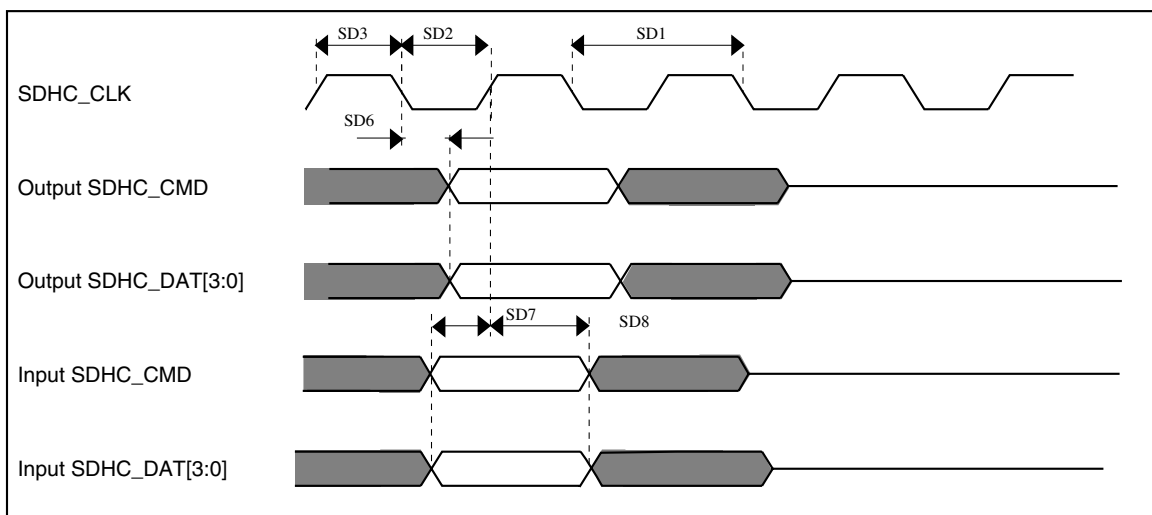 SD3 SD2 SD1
SDHC_CLK
SD6
Output SDHC_CMD
Output SDHC_DAT[3:0]
SD7 SD8
Input SDHC_CMD
Input SDHC_DAT[3:0]